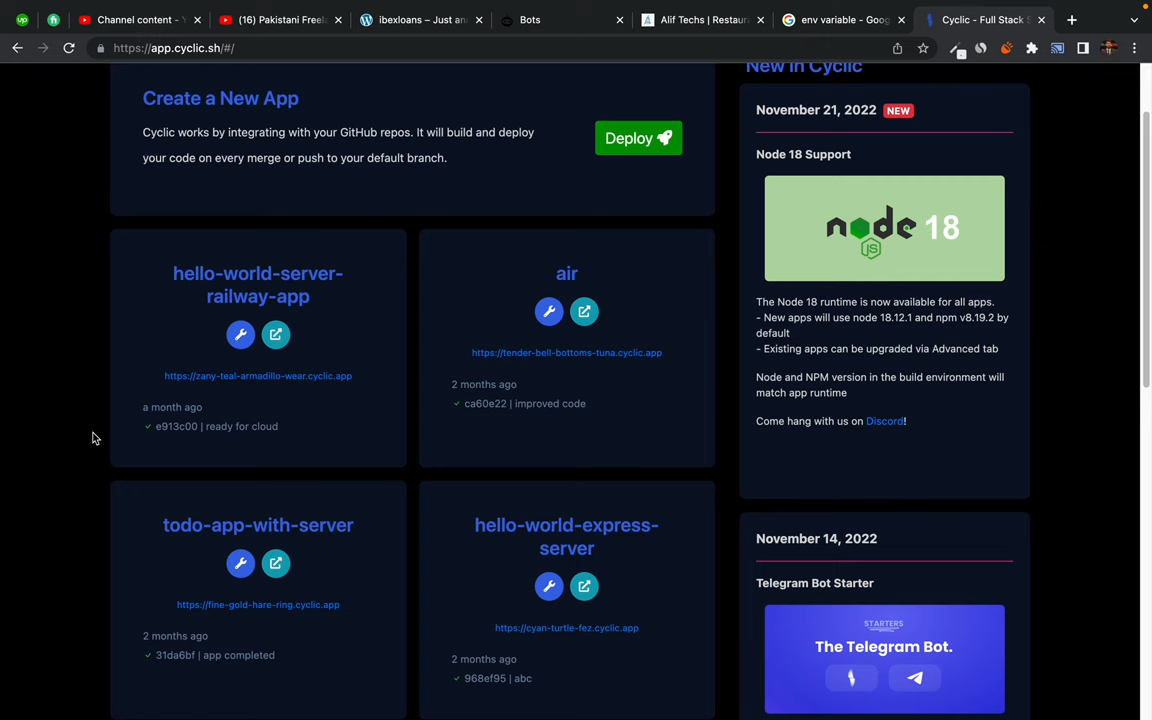 Channel content - Y
(16) Pakistani Freela
ibexloans – Just an
Bots
Alif Techs | Restaur
env variable - Goog
Cyclic - Full Stack S
https://app.cyclic.sh/#/
Create a New App
Cyclic works by integrating with your GitHub repos. It will build and deploy
your code on every merge or push to your default branch.
Deploy
hello-world-server-
railway-app
https://zany-teal-armadillo-wear.cyclic.app
a month ago
e913c00 | ready for cloud
air
https://tender-bell-bottoms-tuna.cyclic.app
2 months ago
ca60e22 | improved code
todo-app-with-server
https://fine-gold-hare-ring.cyclic.app
2 months ago
31da6bf | app completed
hello-world-express-
server
https://cyan-turtle-fez.cyclic.app
2 months ago
968ef95 | abc
New in Cyclic
November 21, 2022 NEW
Node 18 Support
node 18
JS
The Node 18 runtime is now available for all apps.
- New apps will use node 18.12.1 and npm v8.19.2 by
default
- Existing apps can be upgraded via Advanced tab
Node and NPM version in the build environment will
match app runtime
Come hang with us on Discord!
November 14, 2022
Telegram Bot Starter
STARTERS
The Telegram Bot.